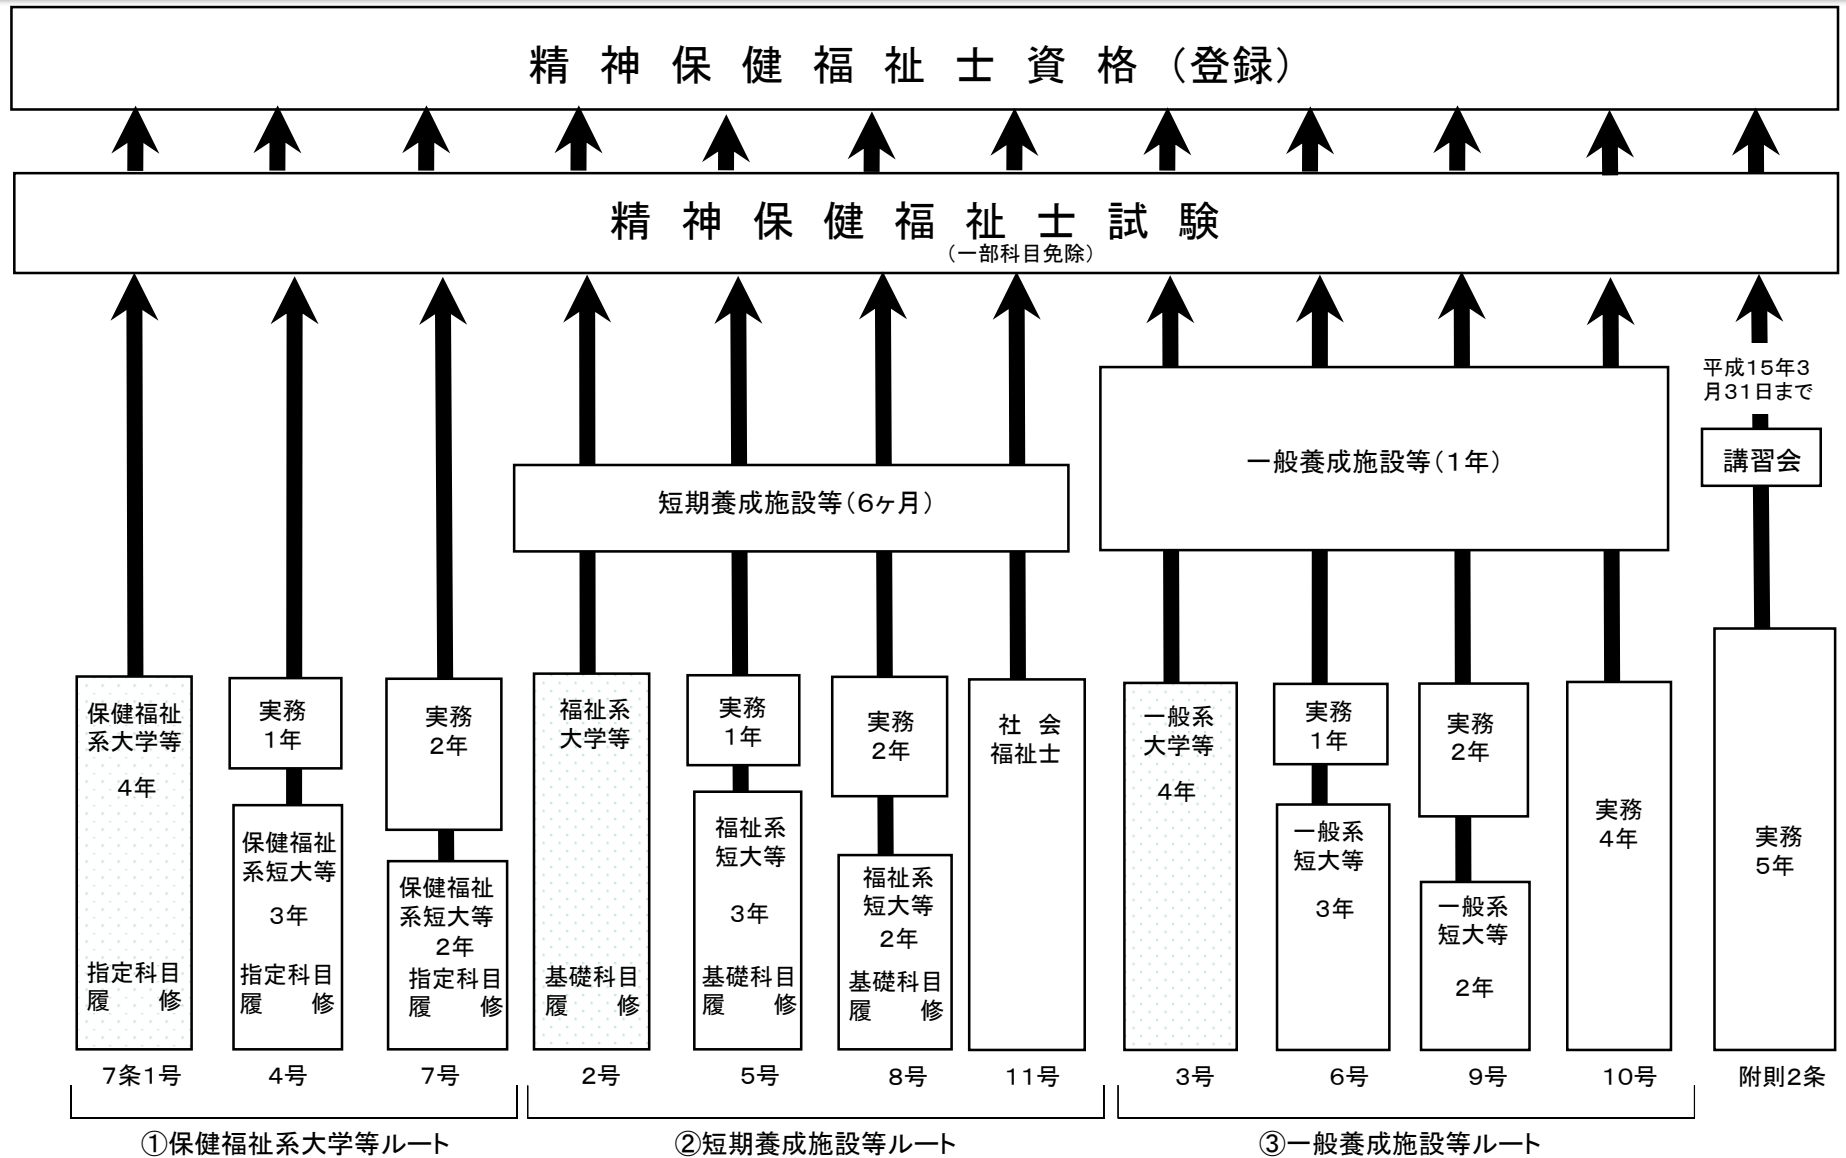 精神保健福祉士資格（登録）
精神保健福祉士試験
（一部科目免除）
平成15年3
月31日まで
講習会
一般養成施設等（1年）
短期養成施設等（6ヶ月）
保健福祉
系大学等
4年
指定科目
履修
実務
1年
保健福祉
系短大等
3年
指定科目
履修
実務
2年
保健福祉
系短大等
2年
指定科目
履修
福祉系
大学等
基礎科目
履修
実務
1年
福祉系
短大等
3年
基礎科目
履修
実務
2年
福祉系
短大等
2年
基礎科目
履修
社会
福祉士
一般系
大学等
4年
実務
1年
一般系
短大等
3年
実務
2年
一般系
短大等
2年
実務
4年
実務
5年
7条1号
4号
7号
2号
5号
8号
11号
3号
6号
9号
10号
附則2条
①保健福祉系大学等ルート
②短期養成施設等ルート
③一般養成施設等ルート